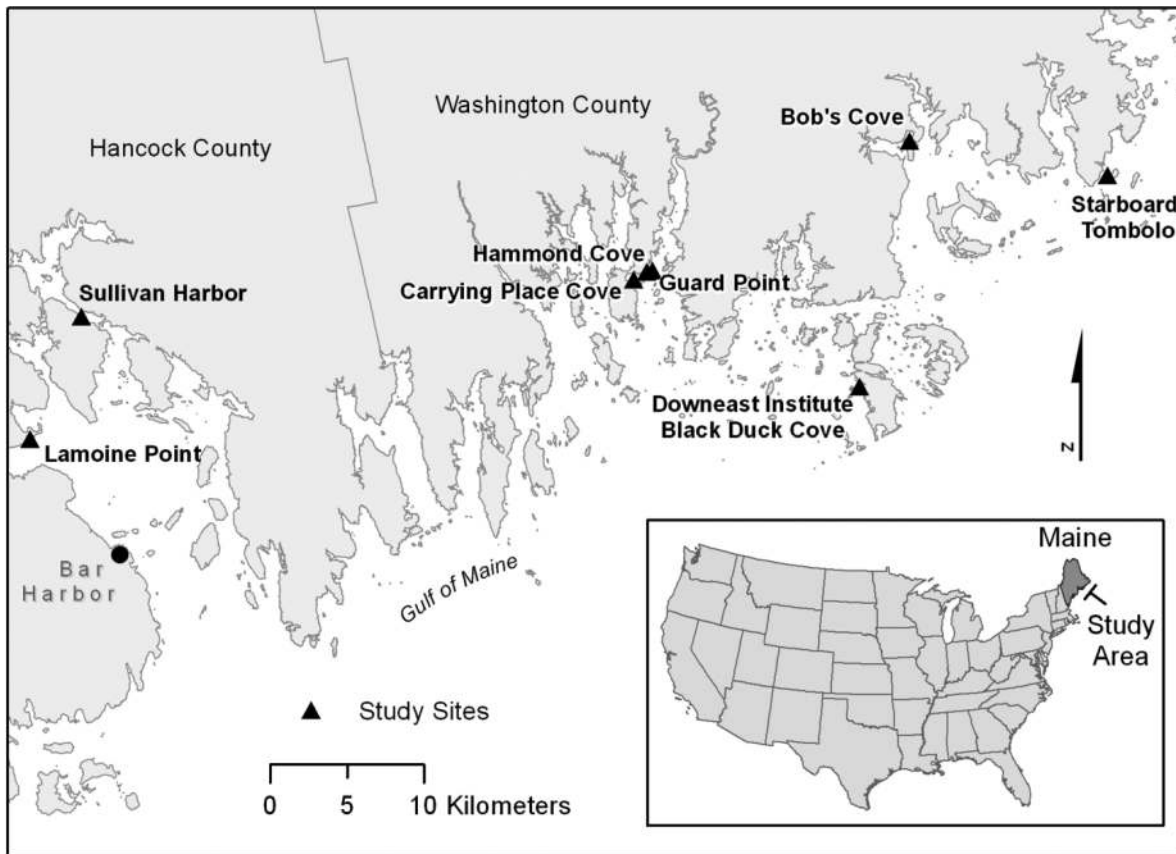 Washington County
Hancock County
Bob's Cove
Starboard
Tombolo
Hammond Cove
Carrying Place Cove
Guard Point
Sullivan Harbor
Downeast Institute
Black Duck Cove
Lamoine Point
N
Bar
Harbor
Gulf of Maine
Maine
Study
Area
Study Sites
0 5 10 Kilometers